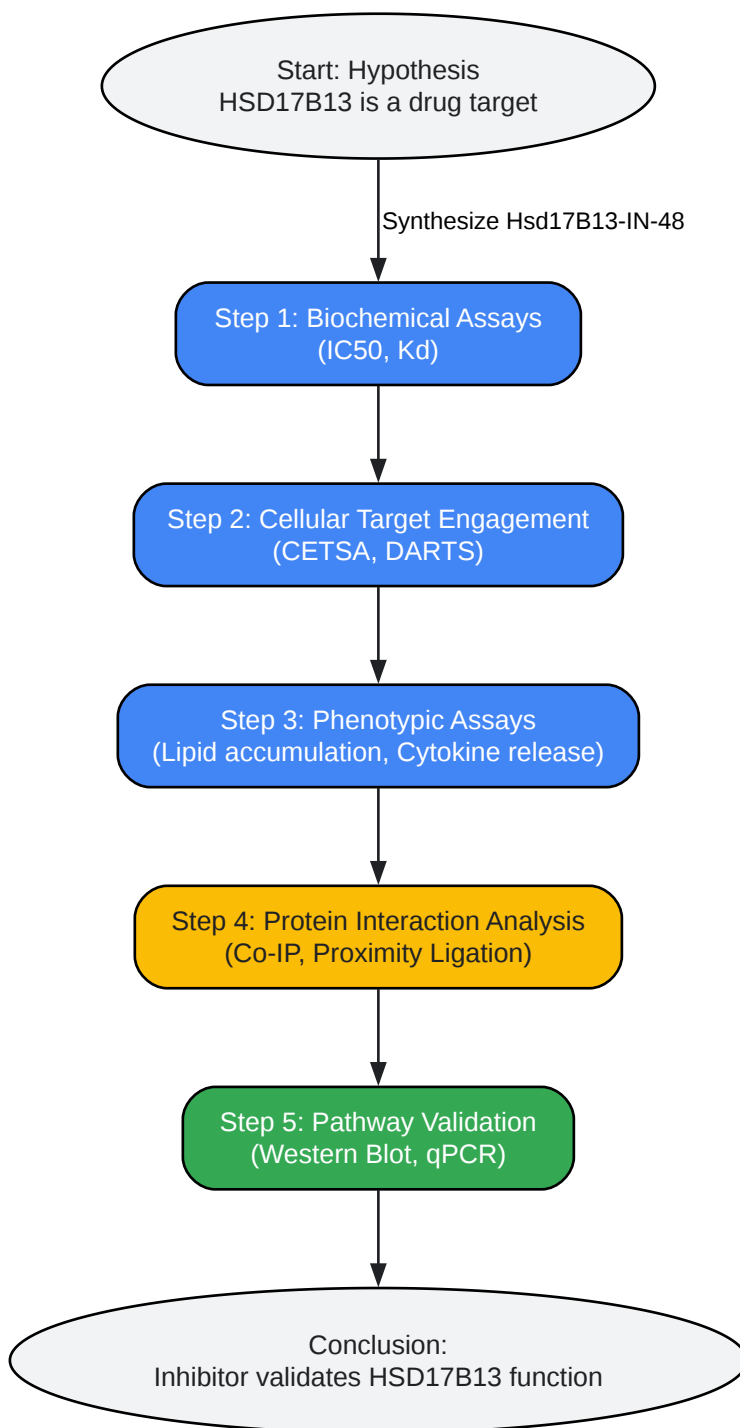 Start: Hypothesis
HSD17B13 is a drug target
Synthesize Hsd17B13-IN-48
Step 1: Biochemical Assays
(IC50, Kd)
Step 2: Cellular Target Engagement
(CETSA, DARTS)
Step 3: Phenotypic Assays
(Lipid accumulation, Cytokine release)
Step 4: Protein Interaction Analysis
(Co-IP, Proximity Ligation)
Step 5: Pathway Validation
(Western Blot, qPCR)
Conclusion:
Inhibitor validates HSD17B13 function